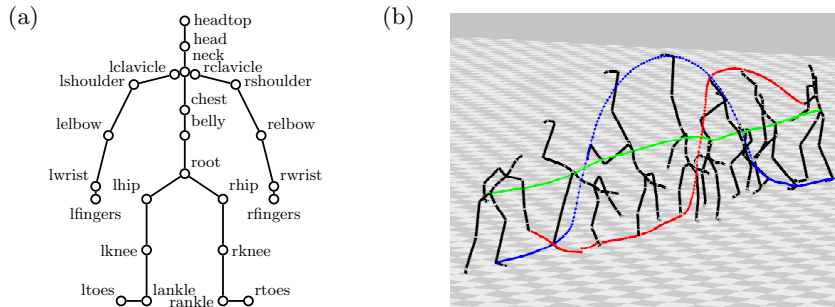 (a)
headtop
head
neck
lclavicle
rclavicle
lshoulder
rshoulder
chest
belly
lelbow
relbow
root
lwrist
lhip
rhip
rwrist
lfingers
rfingers
lknee
rknee
ltoes
lankle
rankle
rtoes
(b)